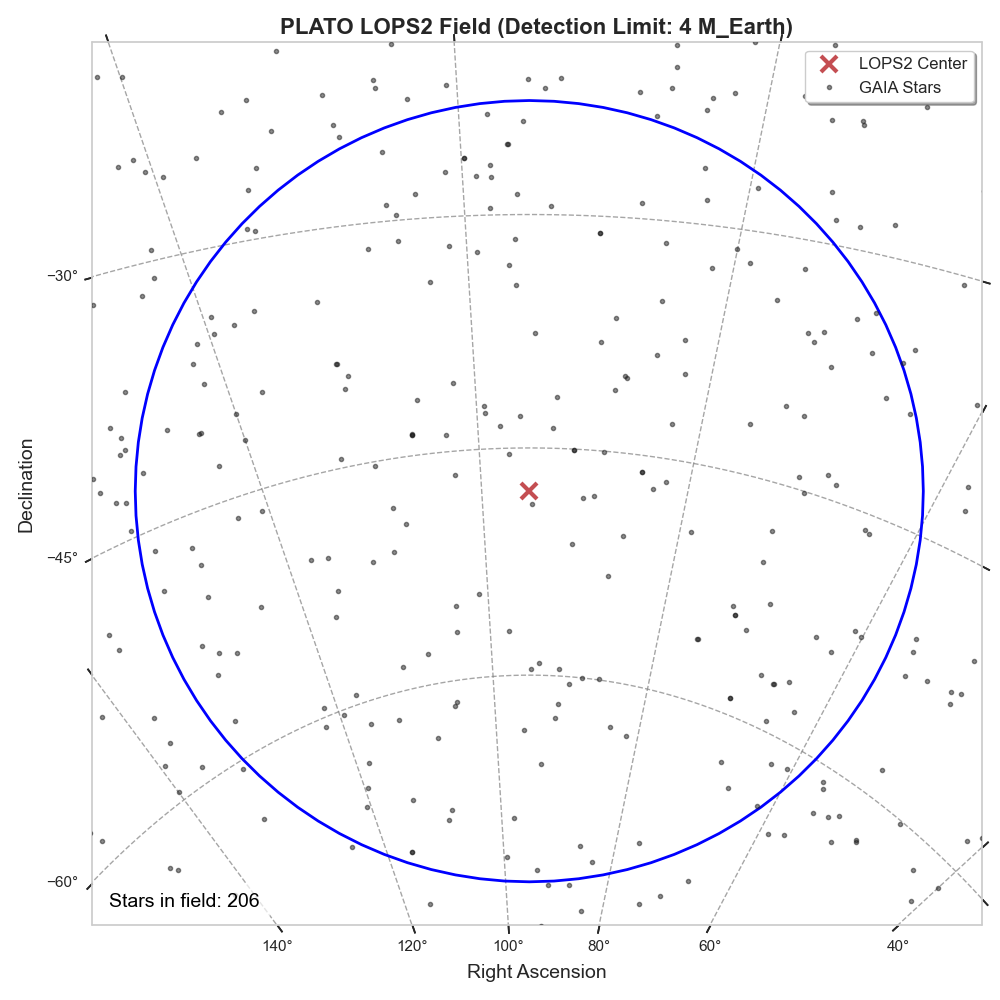 PLATO LOPS2 Field (Detection Limit: 4 M_Earth)
LOPS2 Center
GAIA Stars
−30°
Declination
−45°
−60°
Stars in field: 206
140°
120°
100°
80°
60°
40°
Right Ascension